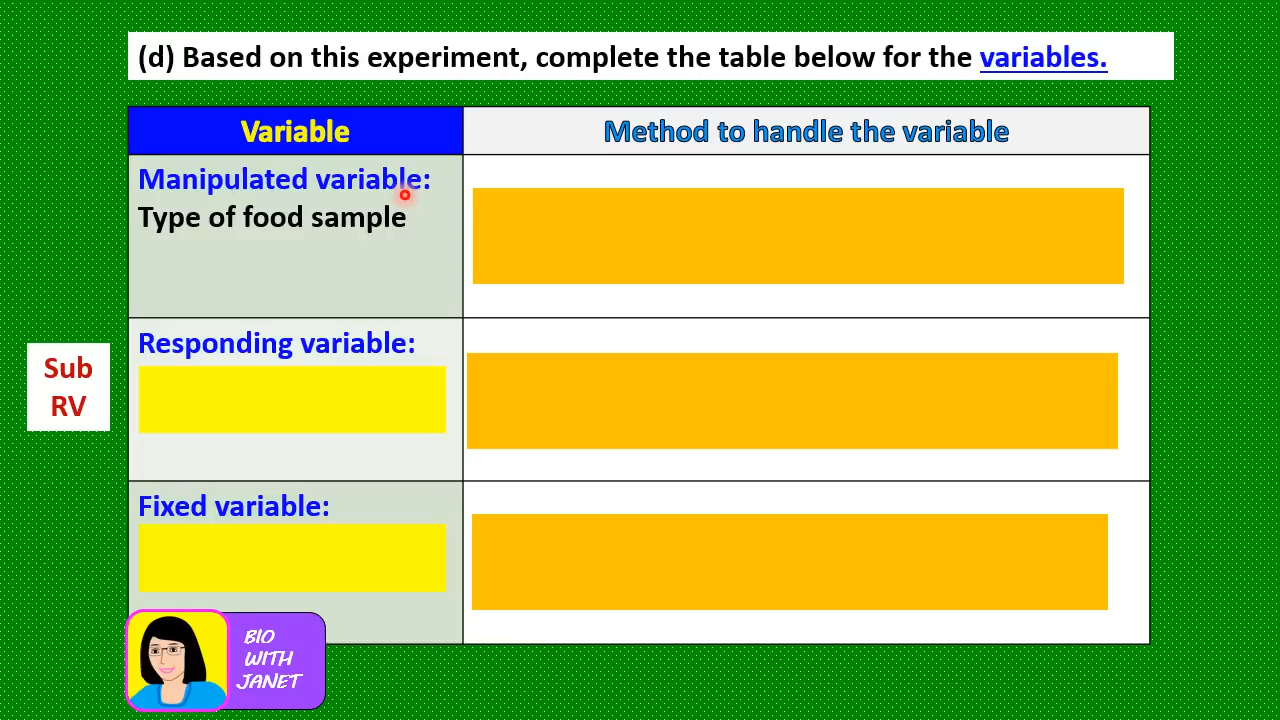 (d) Based on this experiment, complete the table below for the variables.
Variable
Method to handle the variable
Manipulated variable:
Type of food sample
Responding variable:
Sub
RV
Fixed variable:
BIO
WITH
JANET